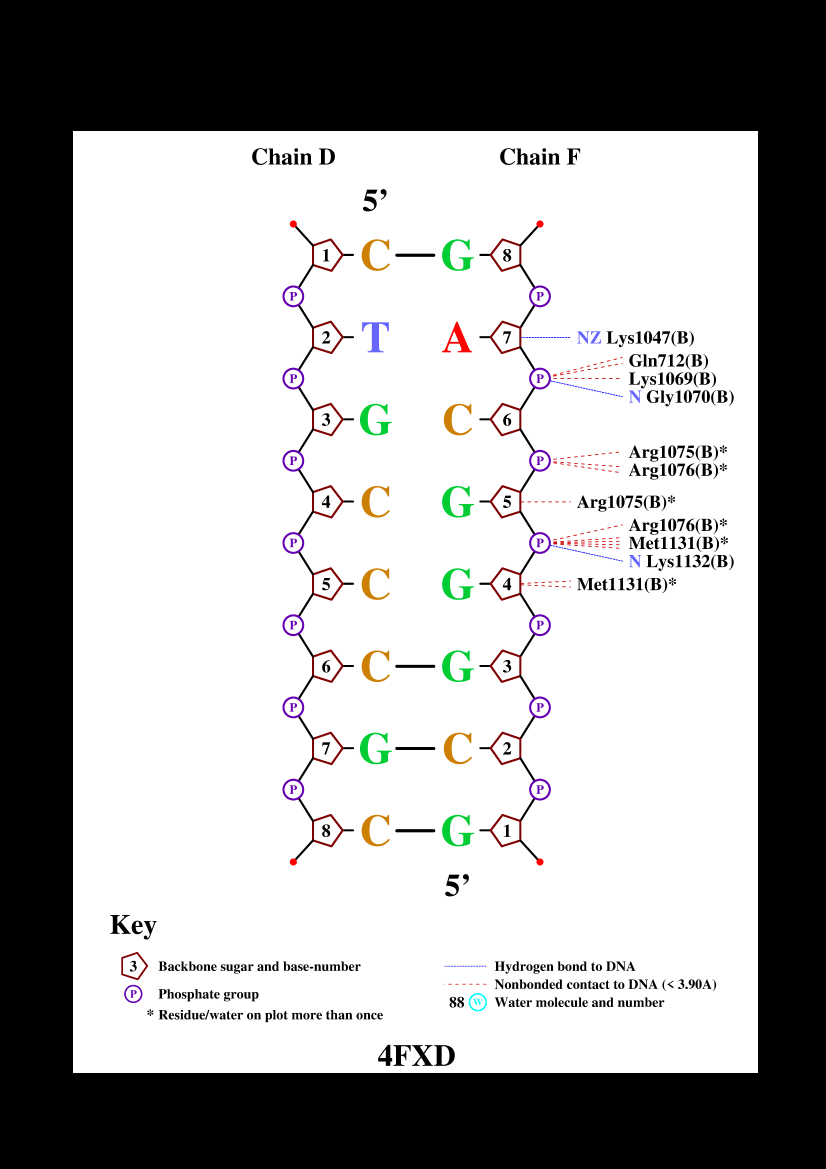 Chain D Chain F
5’
1 C G 8
P P
2 T A 7 NZ Lys1047(B)
Gln712(B)
P P Lys1069(B)
N Gly1070(B)
3 G C 6
Arg1075(B)*
P P
Arg1076(B)*
4 C G 5 Arg1075(B)*
Arg1076(B)*
P P Met1131(B)*
N Lys1132(B)
5 C G 4 Met1131(B)*
P P
6 C G 3
P P
7 G C 2
P P
8 C G 1
5’
Key
3 Backbone sugar and base-number
P Phosphate group
* Residue/water on plot more than once
Hydrogen bond to DNA
Nonbonded contact to DNA (< 3.90A)
88 W Water molecule and number
4FXD